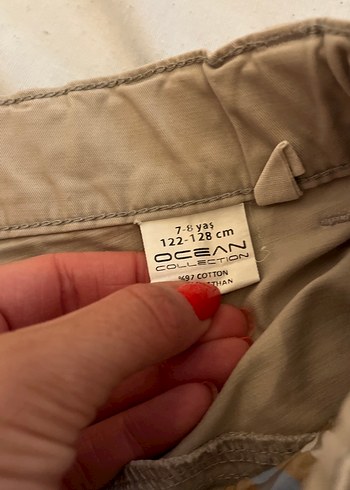 7-8 yaş
122-128 cm
OCEAN
COLLECTION
%97 COTTON